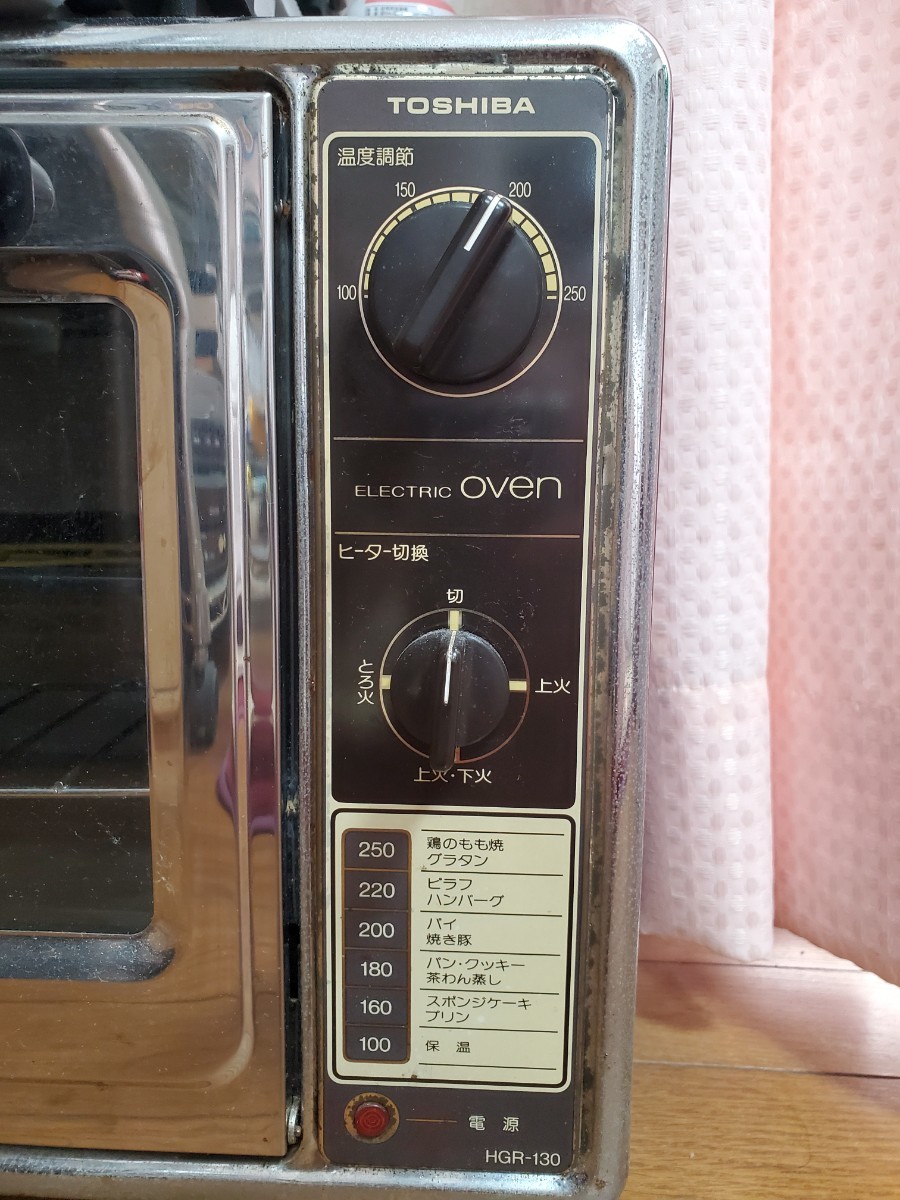 TOSHIBA
温度調節
150
200
100
250
ELECTRIC oven
ヒーター切換
切
とろ火
上火
上火・下火
250
鶏のもも焼
グラタン
220
ピラフ
ハンバーグ
200
パイ
焼き豚
180
パン・クッキー
茶わん蒸し
160
スポンジケーキ
プリン
100
保 温
電 源
HGR-130